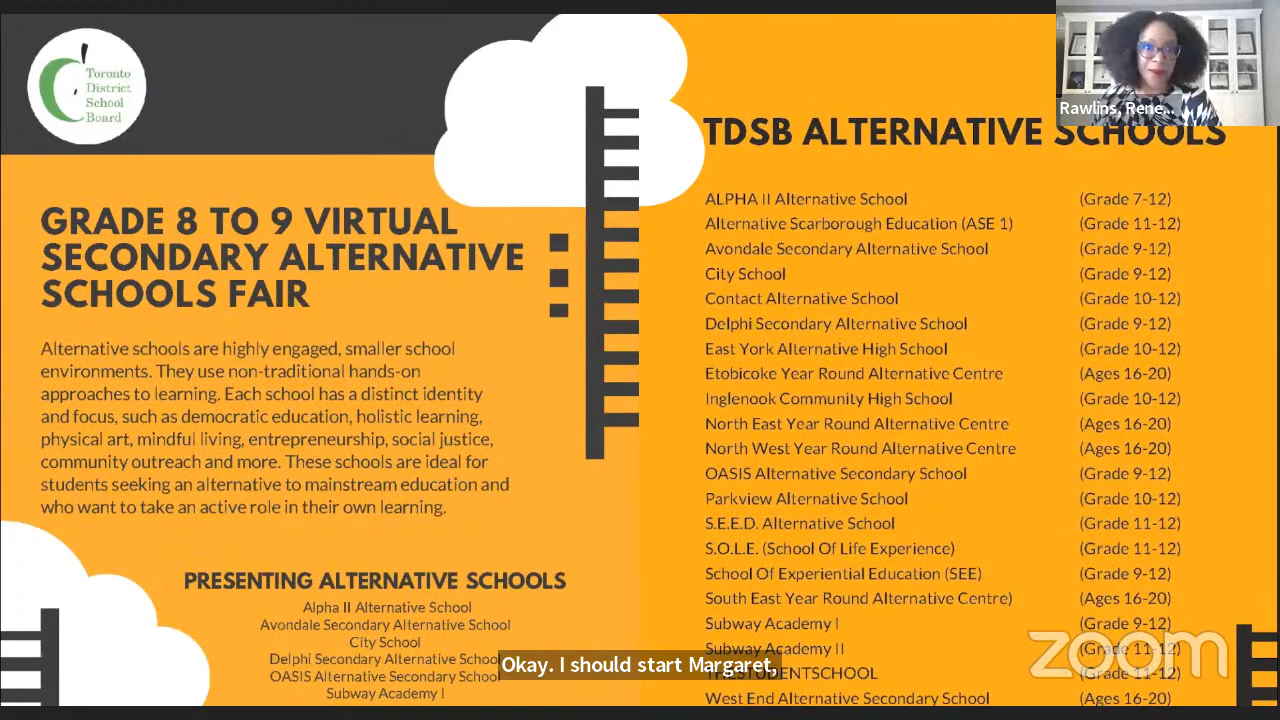 Toronto
District
School
Board
GRADE 8 TO 9 VIRTUAL
SECONDARY ALTERNATIVE
SCHOOLS FAIR
Alternative schools are highly engaged, smaller school
environments. They use non-traditional hands-on
approaches to learning. Each school has a distinct identity
and focus, such as democratic education, holistic learning,
physical art, mindful living, entrepreneurship, social justice,
community outreach and more. These schools are ideal for
students seeking an alternative to mainstream education and
who want to take an active role in their own learning.
PRESENTING ALTERNATIVE SCHOOLS
Alpha II Alternative School
Avondale Secondary Alternative School
City School
Delphi Secondary Alternative School
OASIS Alternative Secondary School
Subway Academy I
Rawlins, Rene...
TDSB ALTERNATIVE SCHOOLS
ALPHA II Alternative School (Grade 7-12)
Alternative Scarborough Education (ASE 1) (Grade 11-12)
Avondale Secondary Alternative School (Grade 9-12)
City School (Grade 9-12)
Contact Alternative School (Grade 10-12)
Delphi Secondary Alternative School (Grade 9-12)
East York Alternative High School (Grade 10-12)
Etobicoke Year Round Alternative Centre (Ages 16-20)
Inglenook Community High School (Grade 10-12)
North East Year Round Alternative Centre (Ages 16-20)
North West Year Round Alternative Centre (Ages 16-20)
OASIS Alternative Secondary School (Grade 9-12)
Parkview Alternative School (Grade 10-12)
S.E.E.D. Alternative School (Grade 11-12)
S.O.L.E. (School Of Life Experience) (Grade 11-12)
School Of Experiential Education (SEE) (Grade 9-12)
South East Year Round Alternative Centre) (Ages 16-20)
Subway Academy I (Grade 9-12)
Subway Academy II (Grade 11-12)
THESTUDENTSCHOOL (Grade 11-12)
West End Alternative Secondary School (Ages 16-20)
Okay. I should start Margaret,
zoom